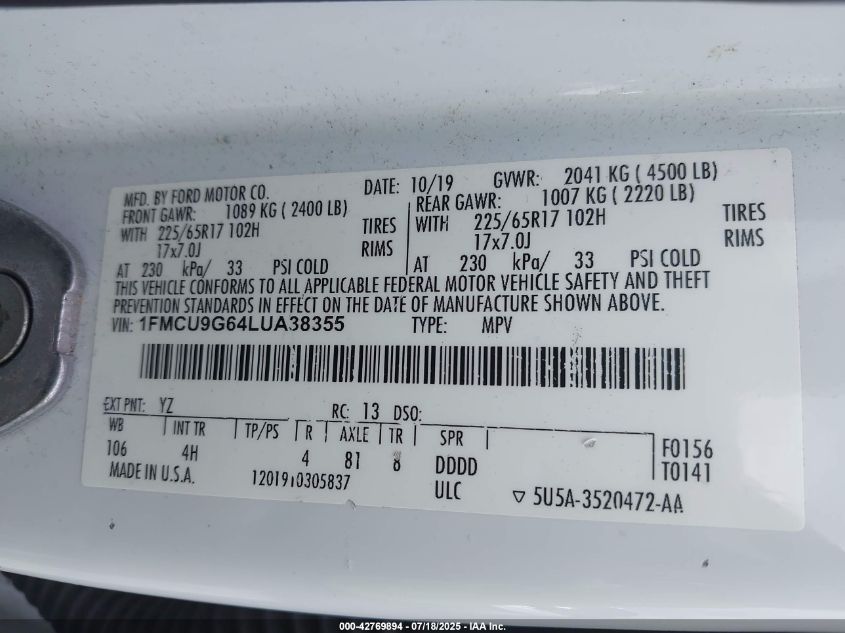 MFD. BY FORD MOTOR CO. DATE: 10/19 GVWR: 2041 KG ( 4500 LB)
FRONT GAWR: 1089 KG ( 2400 LB) REAR GAWR: 1007 KG ( 2220 LB)
WITH 225/65R17 102H TIRES WITH 225/65R17 102H TIRES
17x7.0J RIMS 17x7.0J RIMS
AT 230 kPa/ 33 PSI COLD AT 230 kPa/ 33 PSI COLD
THIS VEHICLE CONFORMS TO ALL APPLICABLE FEDERAL MOTOR VEHICLE SAFETY AND THEFT
PREVENTION STANDARDS IN EFFECT ON THE DATE OF MANUFACTURE SHOWN ABOVE.
VIN: 1FMCU9G64LUA38355 TYPE: MPV
EXT PNT: YZ RC: 13 DSO:
WB INT TR TP/PS R AXLE TR SPR F0156
106 4H 4 81 8 DDDD T0141
MADE IN U.S.A. 1201910305837 ULC 5U5A-3520472-AA
000-42769894 - 07/18/2025 - IAA Inc.